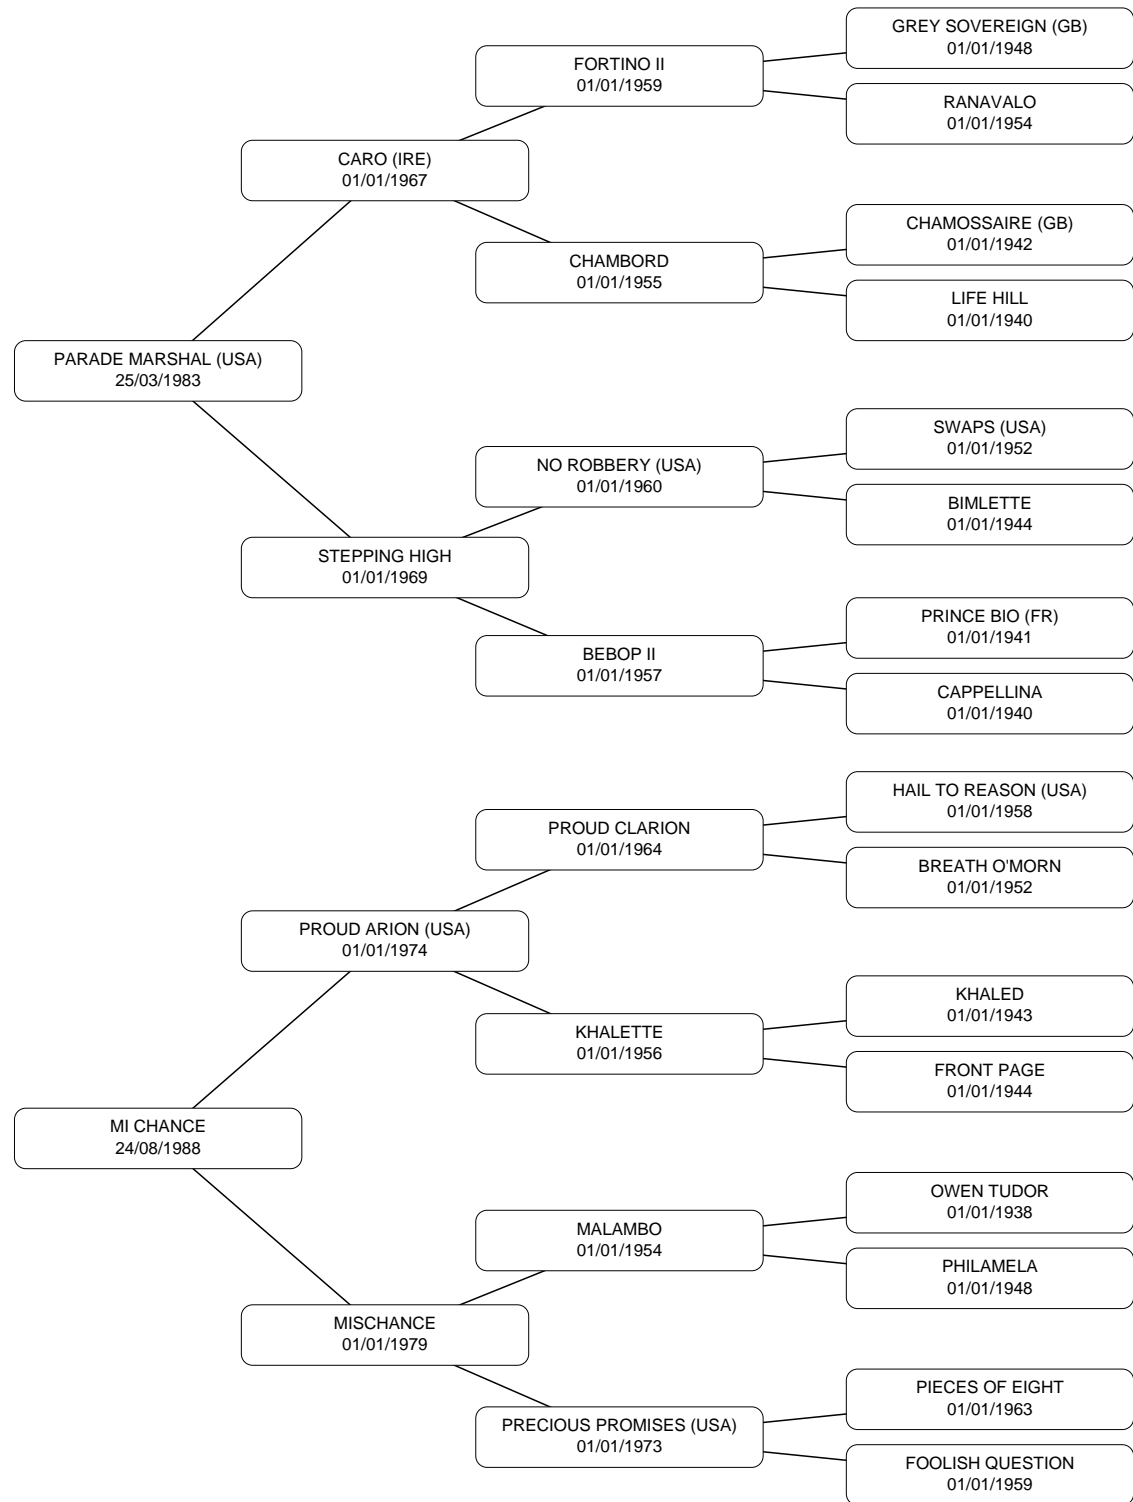 GREY SOVEREIGN (GB)
01/01/1948
FORTINO II
01/01/1959
RANAVALO
01/01/1954
CARO (IRE)
01/01/1967
CHAMOSSAIRE (GB)
01/01/1942
CHAMBORD
01/01/1955
LIFE HILL
01/01/1940
PARADE MARSHAL (USA)
25/03/1983
SWAPS (USA)
01/01/1952
NO ROBBERY (USA)
01/01/1960
BIMLETTE
01/01/1944
STEPPING HIGH
01/01/1969
PRINCE BIO (FR)
01/01/1941
BEBOP II
01/01/1957
CAPPELLINA
01/01/1940
HAIL TO REASON (USA)
01/01/1958
PROUD CLARION
01/01/1964
BREATH O'MORN
01/01/1952
PROUD ARION (USA)
01/01/1974
KHALED
01/01/1943
KHALETTE
01/01/1956
FRONT PAGE
01/01/1944
MI CHANCE
24/08/1988
OWEN TUDOR
01/01/1938
MALAMBO
01/01/1954
PHILAMELA
01/01/1948
MISCHANCE
01/01/1979
PIECES OF EIGHT
01/01/1963
PRECIOUS PROMISES (USA)
01/01/1973
FOOLISH QUESTION
01/01/1959